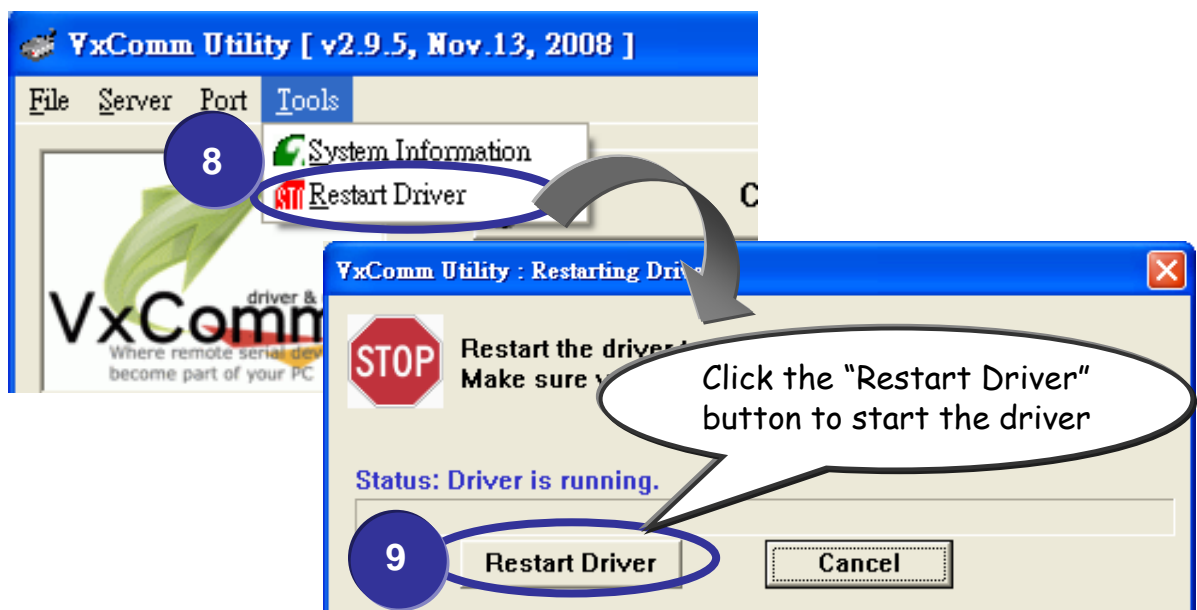 VxComm Utility [ v2.9.5, Nov.13, 2008 ]
File Server Port Tools
8
System Information
STO Restart Driver
C
driver &
VxComm
Where remote serial dev
become part of your PC
VxComm Utility : Restarting Driv
STOP
Restart the driver
Make sure
Click the “Restart Driver”
button to start the driver
Status: Driver is running.
9
Restart Driver
Cancel